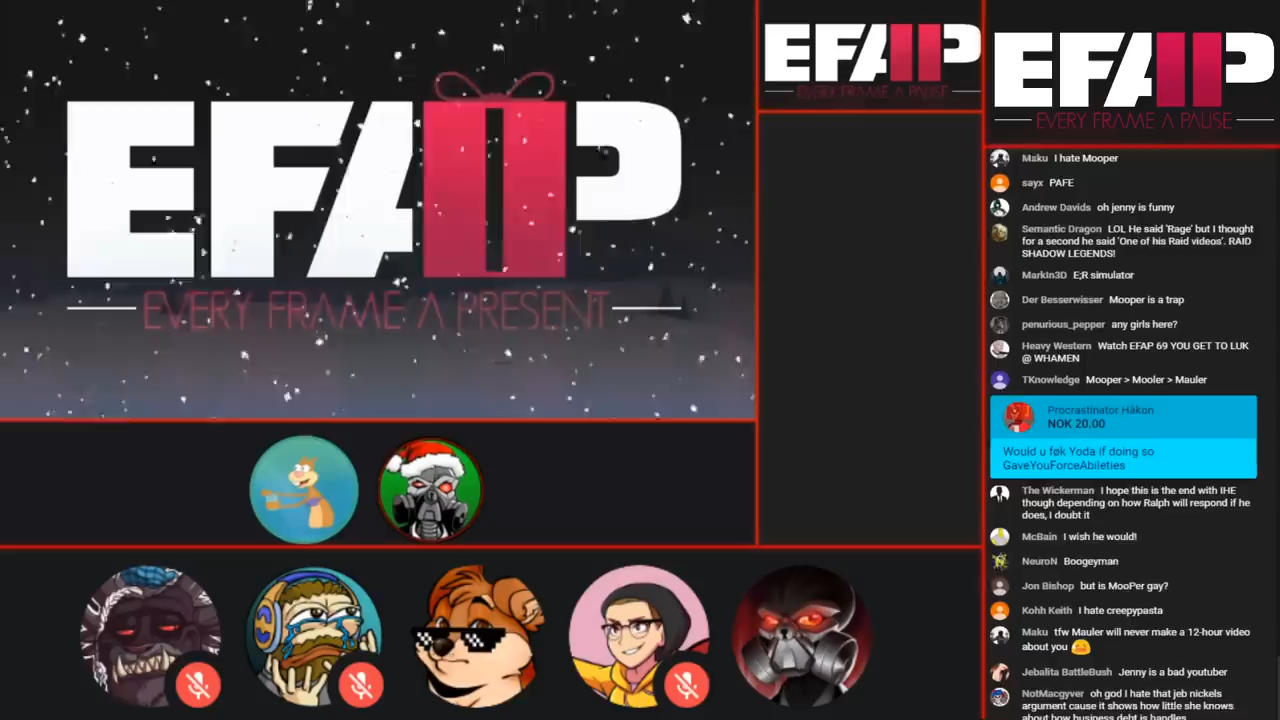 EFAP
EVERY FRAME A PRESENT
EFAP
EVERY FRAME A PAUSE
EFAP
EVERY FRAME A PAUSE
Maku I hate Mooper
sayx PAFE
Andrew Davids oh jenny is funny
Semantic Dragon LOL He said 'Rage' but I thought
for a second he said 'One of his Raid videos'. RAID
SHADOW LEGENDS!
MarkIn3D E;R simulator
Der Besserwisser Mooper is a trap
penurious_pepper any girls here?
Heavy Western Watch EFAP 69 YOU GET TO LUK
@ WHAMEN
TKnowledge Mooper > Mooler > Mauler
Procrastinator Håkon
NOK 20.00
Would u føk Yoda if doing so
GaveYouForceAbileties
The Wickerman I hope this is the end with IHE
though depending on how Ralph will respond if he
does, I doubt it
McBain I wish he would!
NeuroN Boogeyman
Jon Bishop but is MooPer gay?
Kohh Keith I hate creepypasta
Maku tfw Mauler will never make a 12-hour video
about you
Jebalita BattleBush Jenny is a bad youtuber
NotMacgyver oh god I hate that jeb nickels
argument cause it shows how little she knows
about how business debt is handles